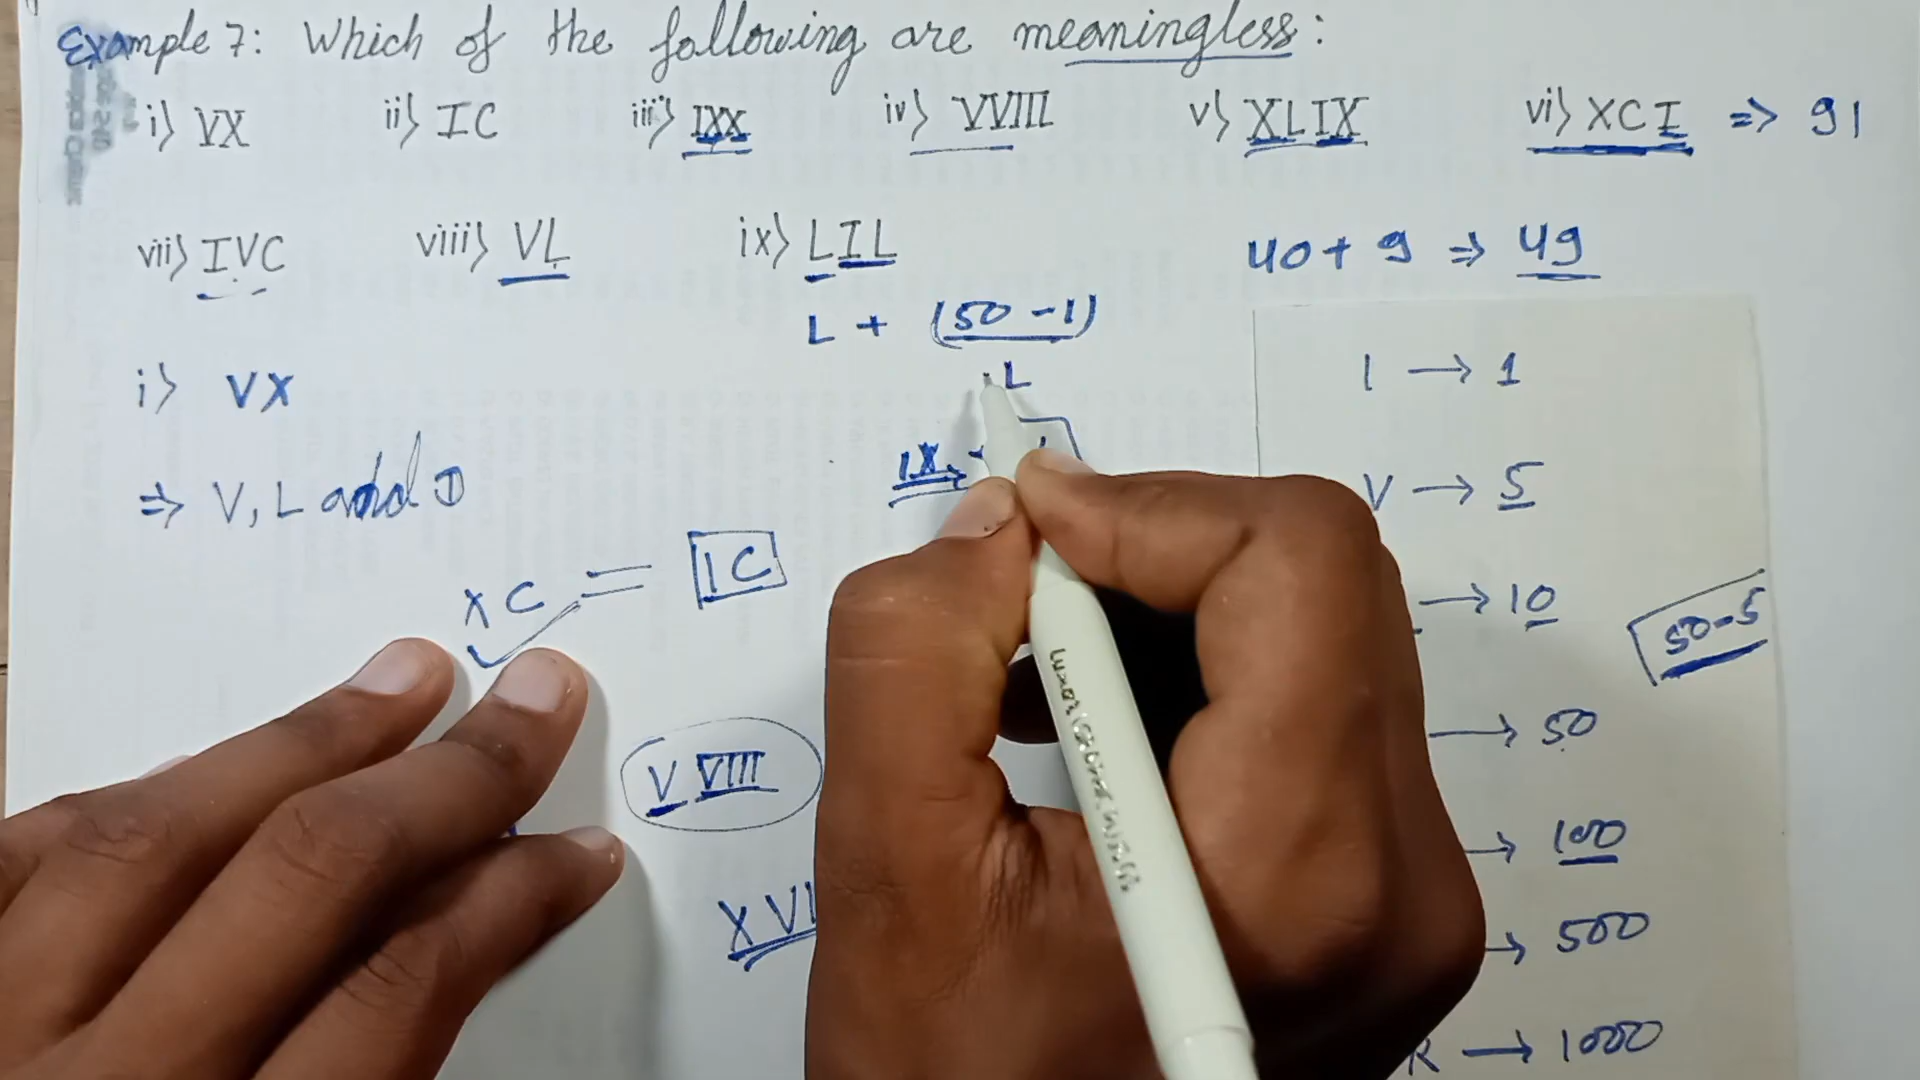 Example 7: Which of the following are meaningless:
i) VX ii) IC iii) IXX iv) VVIII v) XLIX vi) XCI => 91
vii) IVC viii) VL ix) LIL
40 + 9 => 49
L + (50 - 1)
L
i) VX
I → 1
IX →
=> V, L and D
V → 5
XC = IC
→ 10
50-5
→ 50
V VIII
→ 100
XVI
→ 500
→ 1000